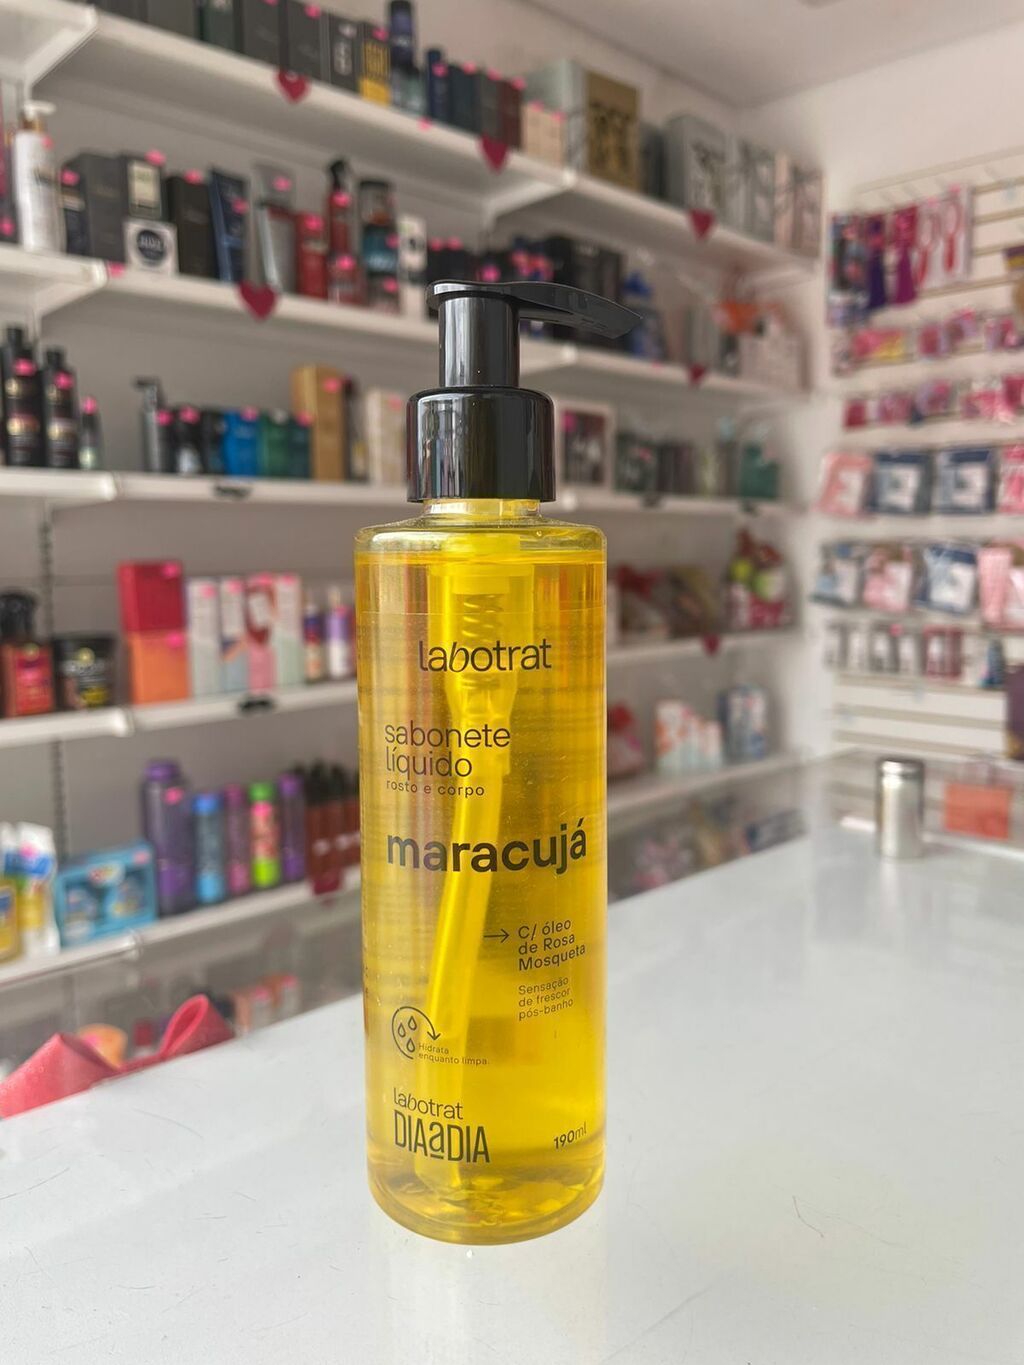 labotrat
sabonete
líquido
rosto e corpo
maracujá
→ C/ óleo
de Rosa
Mosqueta
Sensação
de frescor
pós-banho
Hidrata
enquanto limpa.
labotrat
DIAaDIA
190ml